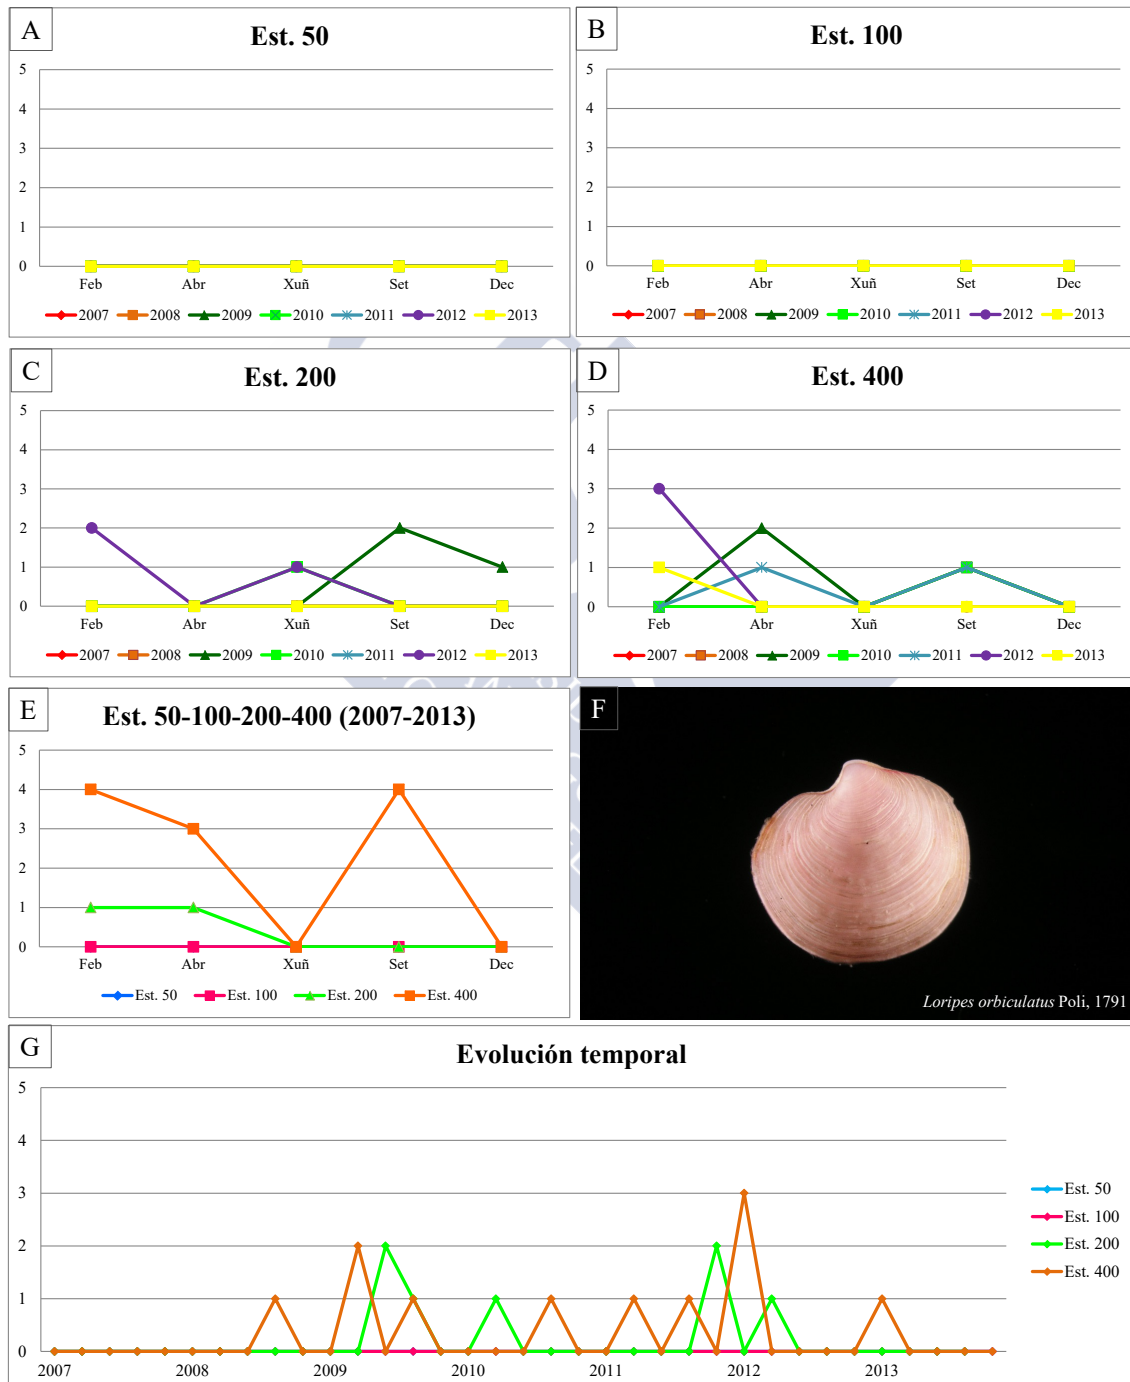 A
Est. 50
5
4
3
2
1
0
Feb Abr Xuñ Set Dec
2007 2008 2009 2010 2011 2012 2013
B
Est. 100
5
4
3
2
1
0
Feb Abr Xuñ Set Dec
2007 2008 2009 2010 2011 2012 2013
C
Est. 200
5
4
3
2
1
0
Feb Abr Xuñ Set Dec
2007 2008 2009 2010 2011 2012 2013
D
Est. 400
5
4
3
2
1
0
Feb Abr Xuñ Set Dec
2007 2008 2009 2010 2011 2012 2013
E
Est. 50-100-200-400 (2007-2013)
5
4
3
2
1
0
Feb Abr Xuñ Set Dec
Est. 50 Est. 100 Est. 200 Est. 400
F
Loripes orbiculatus Poli, 1791
G
Evolución temporal
5
4
3
2
1
0
2007 2008 2009 2010 2011 2012 2013
Est. 50
Est. 100
Est. 200
Est. 400